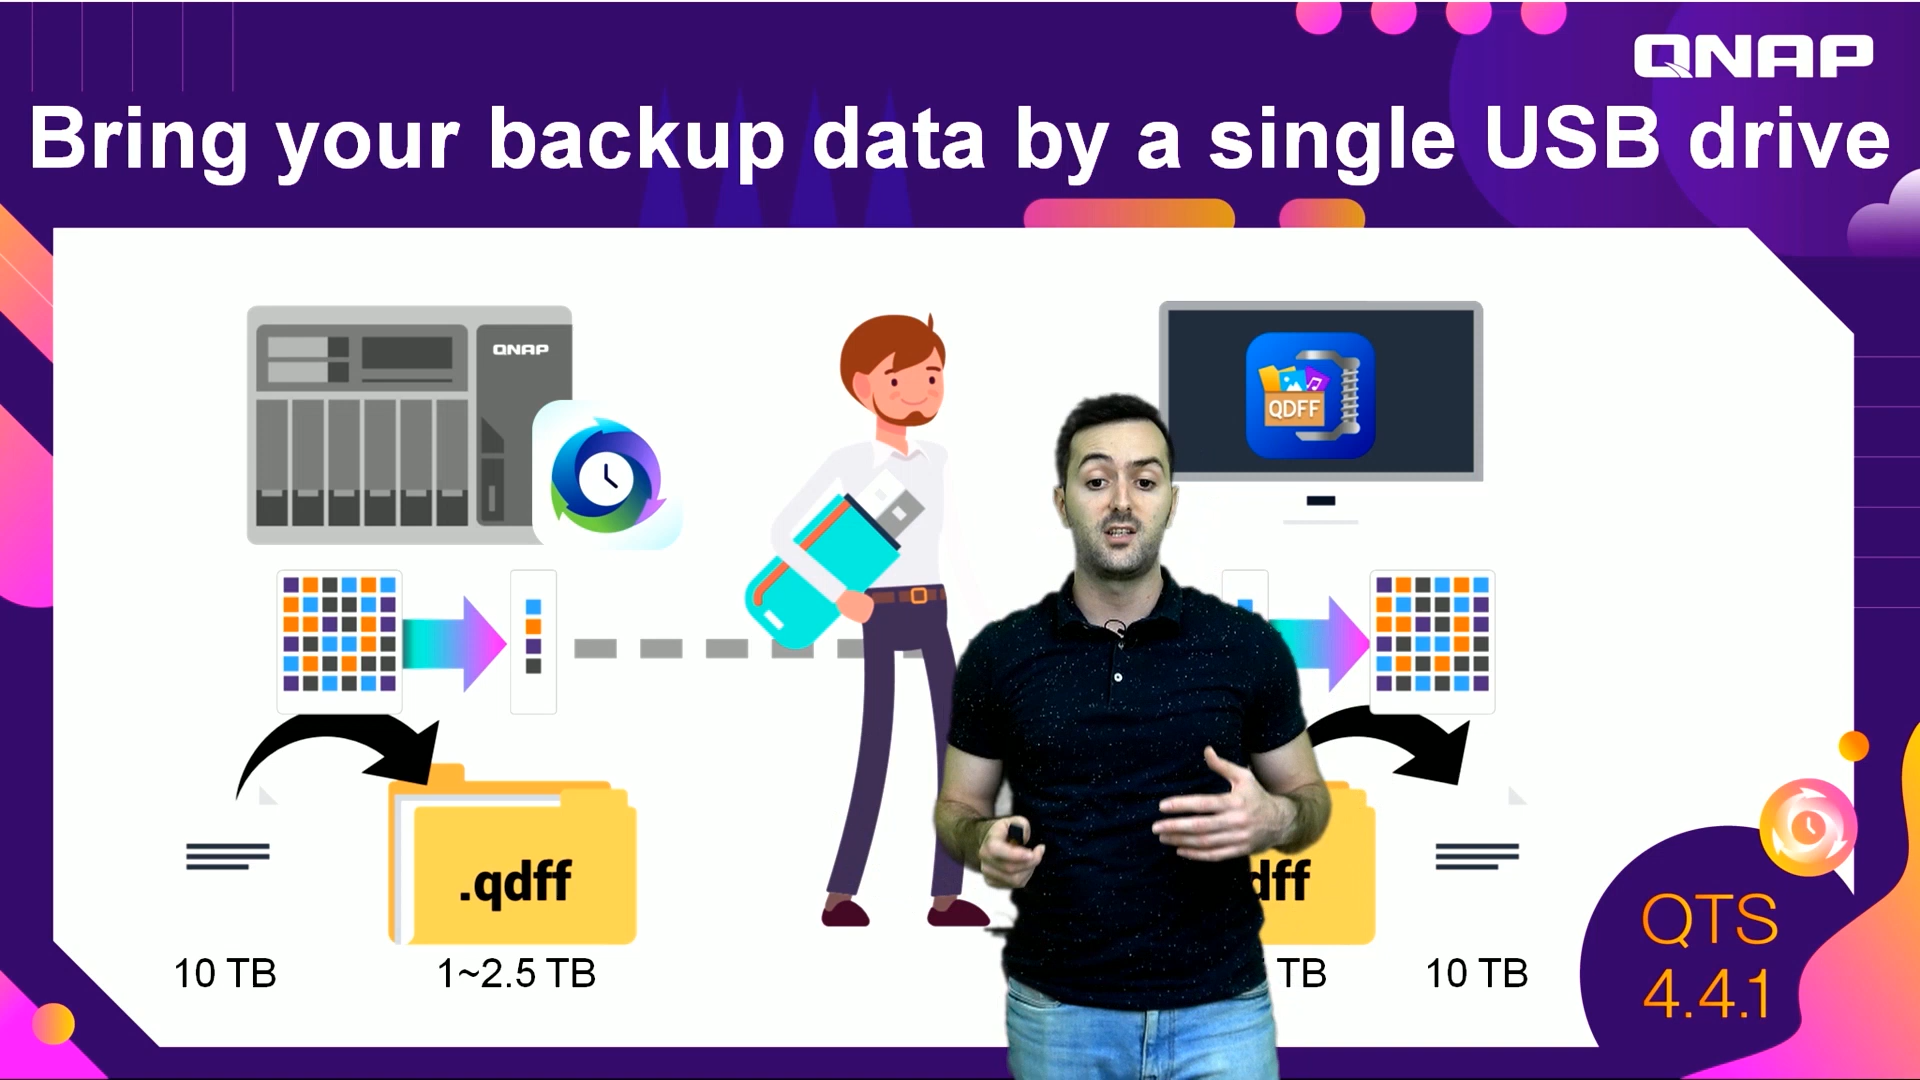 QNAP
Bring your backup data by a single USB drive
QNAP
QDFF
.qdff
dff
10 TB
1~2.5 TB
TB
10 TB
QTS
4.4.1